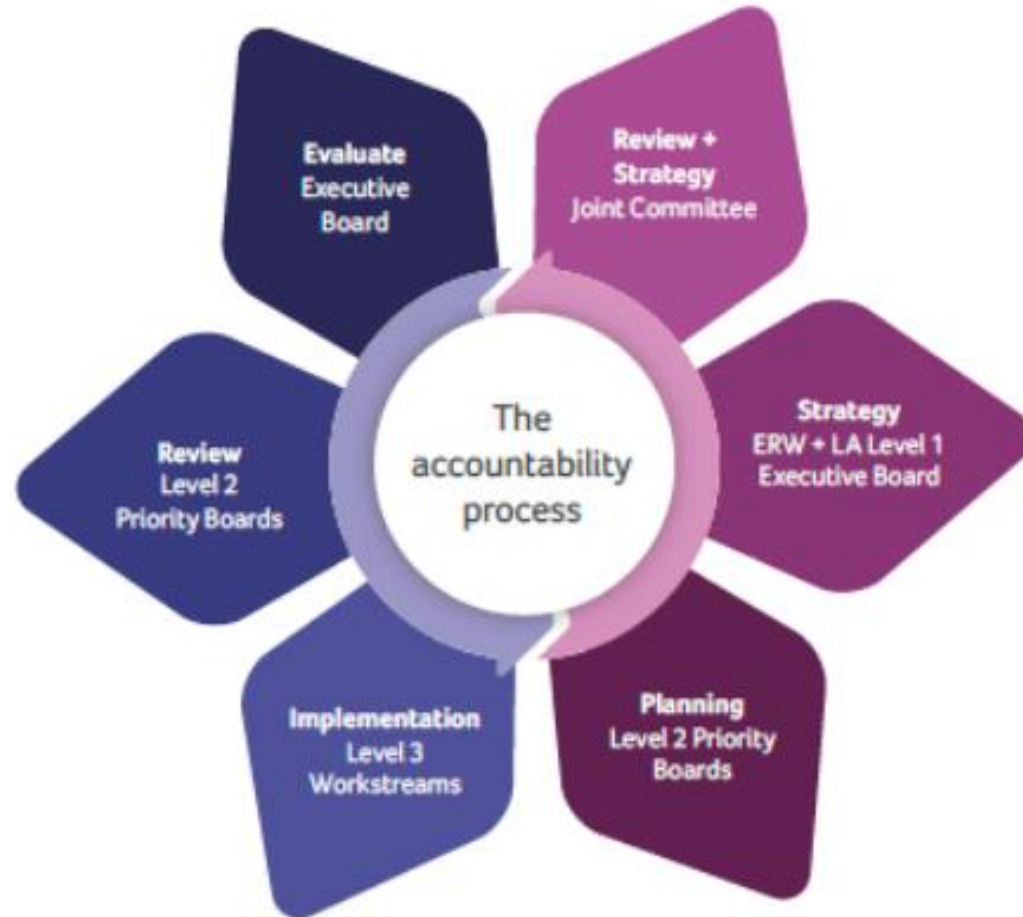 The
accountability
process
Review +
Strategy
Joint Committee
Strategy
ERW + LA Level 1
Executive Board
Planning
Level 2 Priority
Boards
Implementation
Level 3
Workstreams
Review
Level 2
Priority Boards
Evaluate
Executive
Board